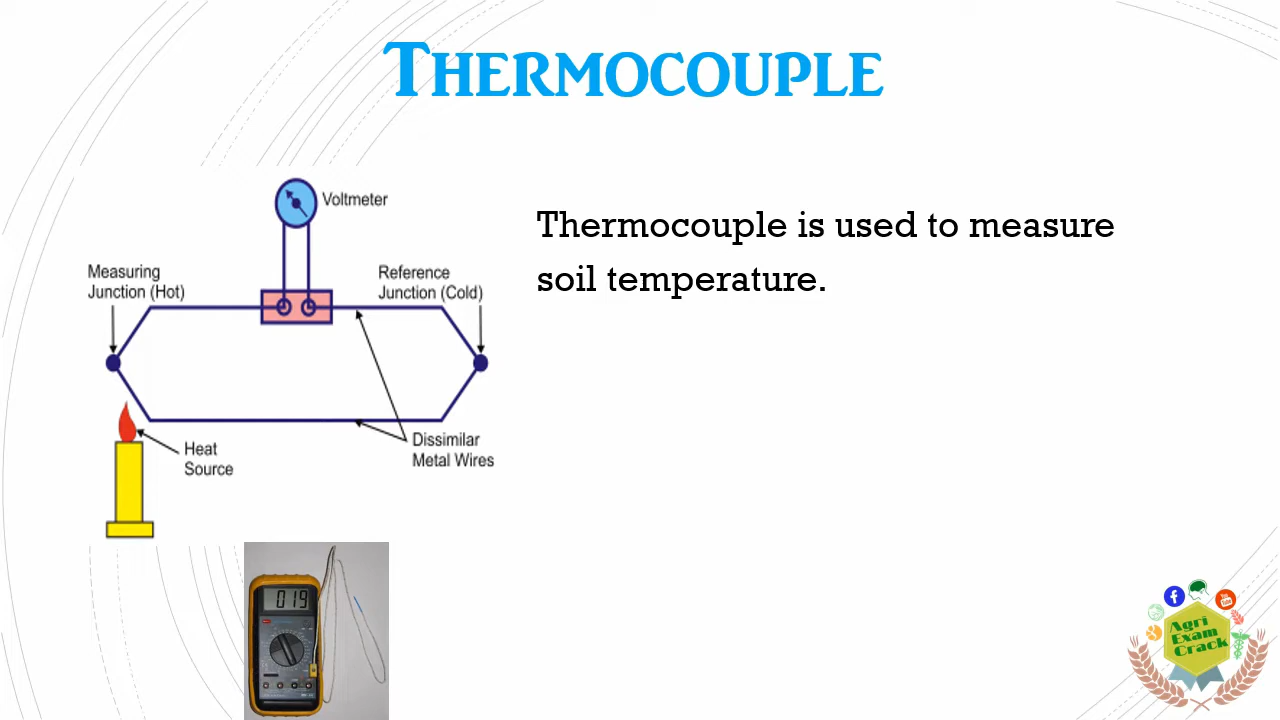 THERMOCOUPLE
Voltmeter
Thermocouple is used to measure
soil temperature.
Measuring
Junction (Hot)
Reference
Junction (Cold)
Heat
Source
Dissimilar
Metal Wires
019
Agri
Exam
Crack